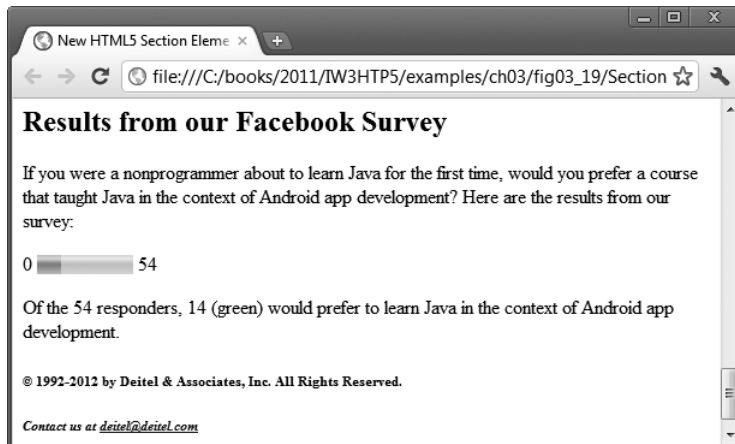 New HTML5 Section Eleme
file:///C:/books/2011/IW3HTP5/examples/ch03/fig03_19/Section
Results from our Facebook Survey
If you were a nonprogrammer about to learn Java for the first time, would you prefer a course
that taught Java in the context of Android app development? Here are the results from our
survey:
0 54
Of the 54 responders, 14 (green) would prefer to learn Java in the context of Android app
development.
© 1992-2012 by Deitel & Associates, Inc. All Rights Reserved.
Contact us at deitel@deitel.com